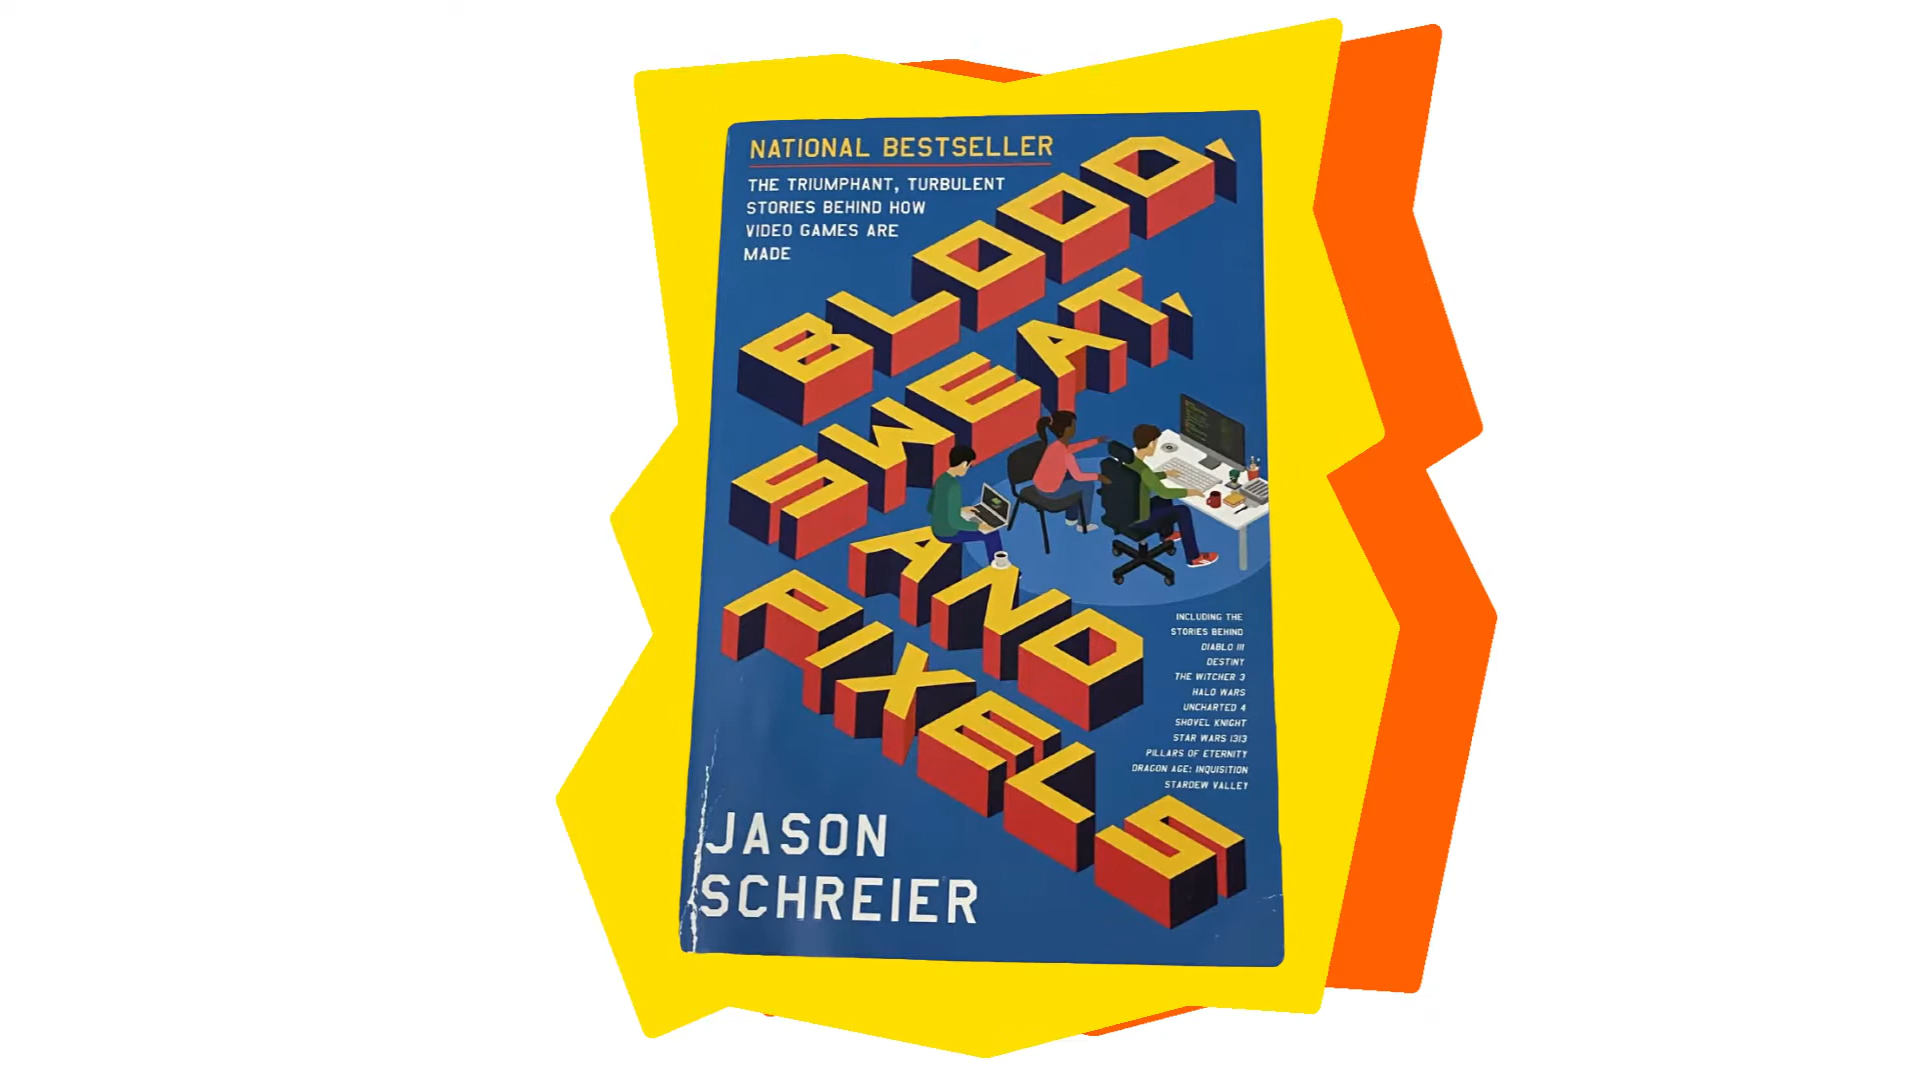 NATIONAL BESTSELLER
THE TRIUMPHANT, TURBULENT
STORIES BEHIND HOW
VIDEO GAMES ARE
MADE
BLOOD,
SWEAT,
AND
PIXELS
INCLUDING THE
STORIES BEHIND
DIABLO III
DESTINY
THE WITCHER 3
HALO WARS
UNCHARTED 4
SHOVEL KNIGHT
STAR WARS 1313
PILLARS OF ETERNITY
DRAGON AGE: INQUISITION
STARDEW VALLEY
JASON
SCHREIER